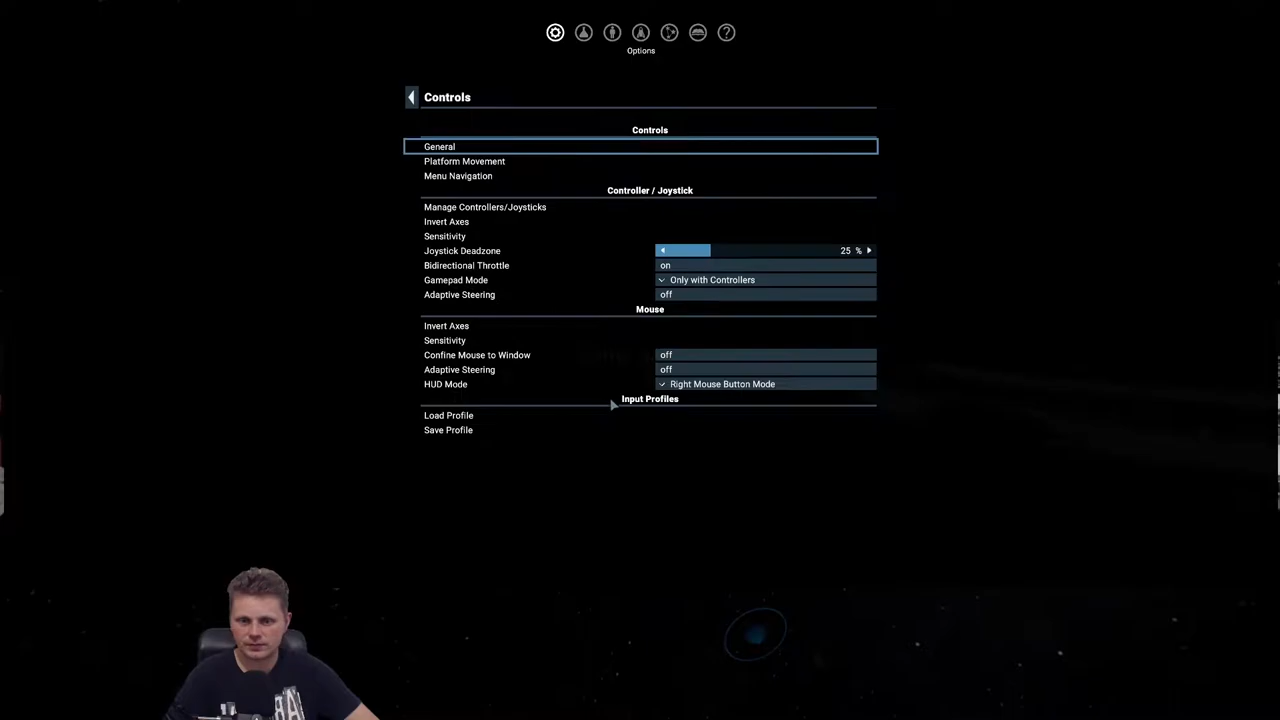 Options
Controls
Controls
General
Platform Movement
Menu Navigation
Controller / Joystick
Manage Controllers/Joysticks
Invert Axes
Sensitivity
Joystick Deadzone 25 %
Bidirectional Throttle on
Gamepad Mode Only with Controllers
Adaptive Steering off
Mouse
Invert Axes
Sensitivity
Confine Mouse to Window off
Adaptive Steering off
HUD Mode Right Mouse Button Mode
Input Profiles
Load Profile
Save Profile